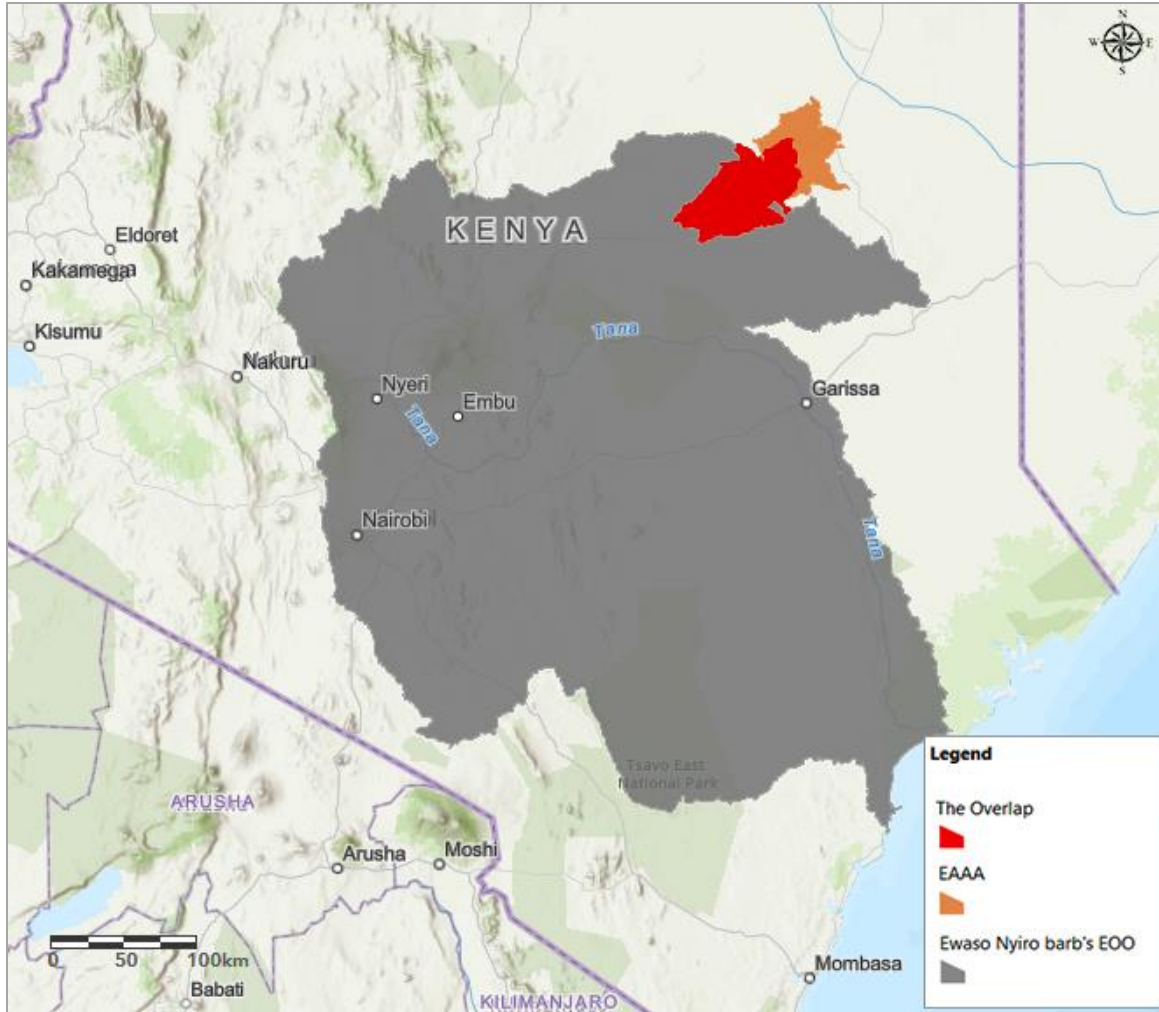 N
W E
S
KENYA
Eldoret
Kakamega
Kisumu
Tana
Nakuru
Nyeri
Garissa
Embu
Tana
Nairobi
Tana
Legend
Tsavo East
National Park
The Overlap
ARUSHA
EAAA
Arusha
Moshi
Ewaso Nyiro barb's EOO
0 50 100km
Mombasa
Babati
KILIMANJARO